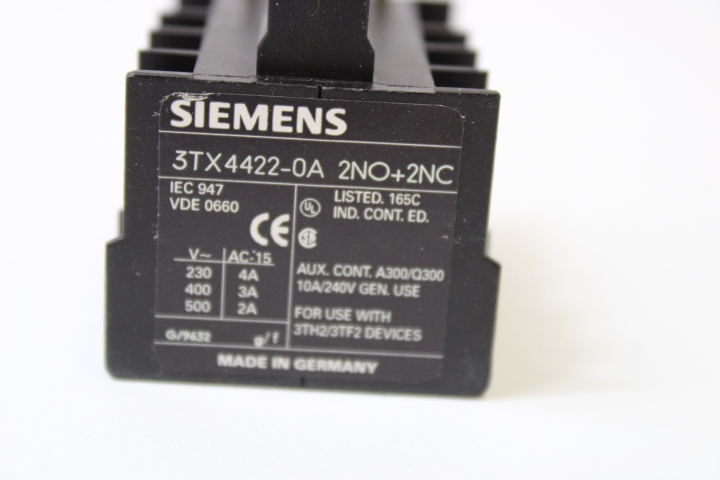 SIEMENS
3TX4422-0A 2NO+2NC
IEC 947
VDE 0660
CE
V~ AC-15
230 4A
400 3A
500 2A
G/9632 g/f
UL
LISTED. 165C
IND. CONT. ED.
AUX. CONT. A300/Q300
10A/240V GEN. USE
FOR USE WITH
3TH2/3TF2 DEVICES
MADE IN GERMANY